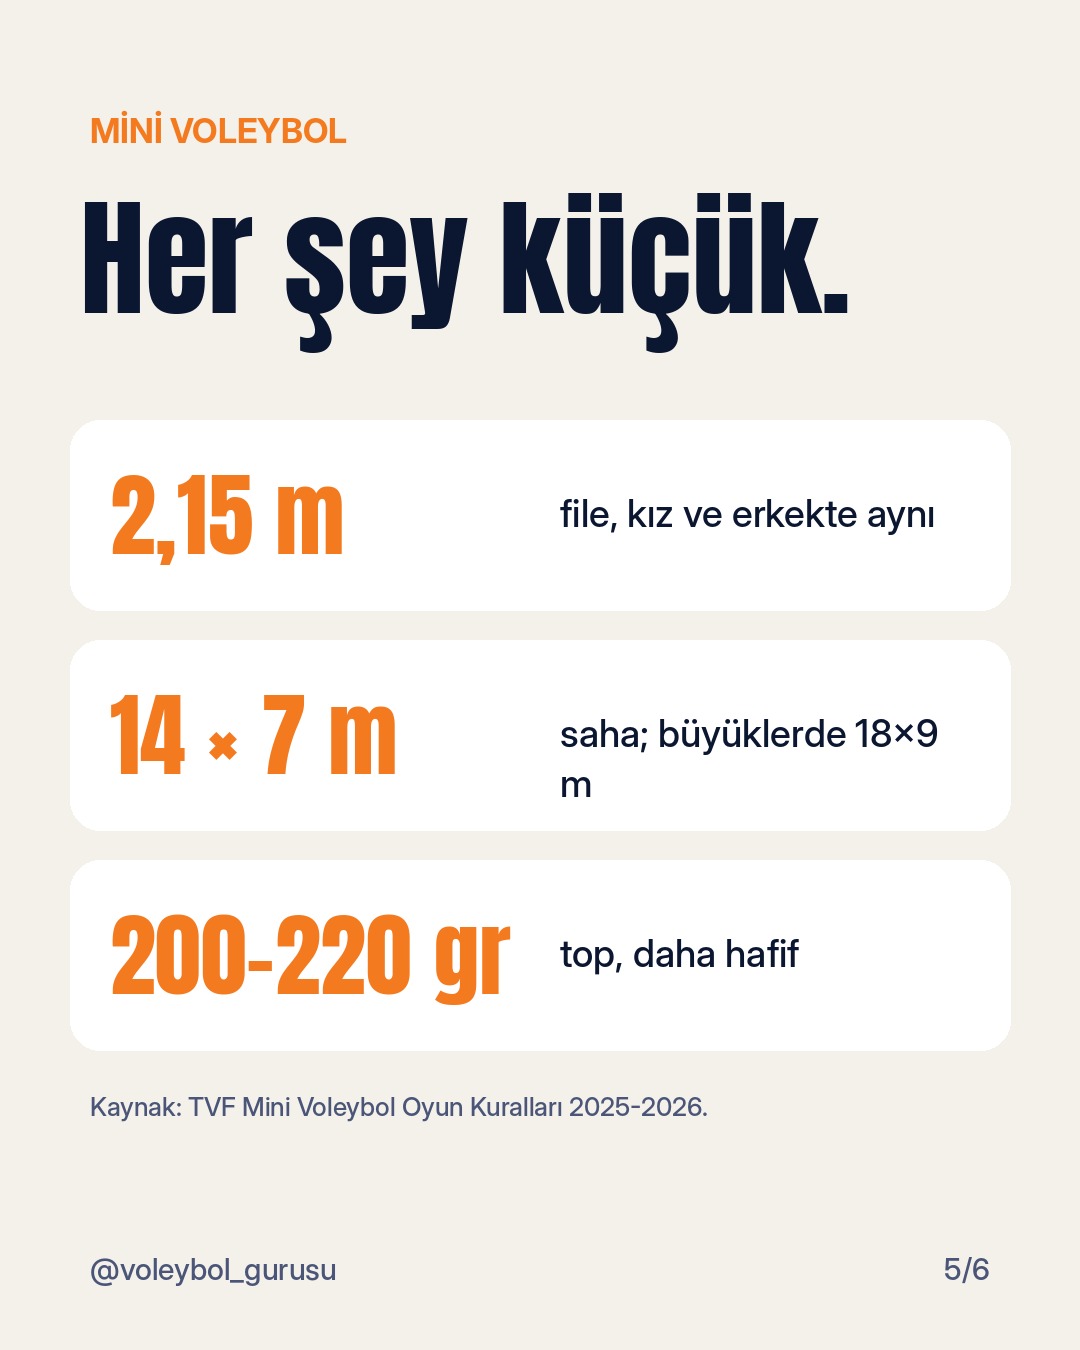 MİNİ VOLEYBOL
Her şey küçük.
2,15 m
file, kız ve erkekte aynı
14 × 7 m
saha; büyüklerde 18×9
m
200-220 gr
top, daha hafif
Kaynak: TVF Mini Voleybol Oyun Kuralları 2025-2026.
@voleybol_gurusu
5/6